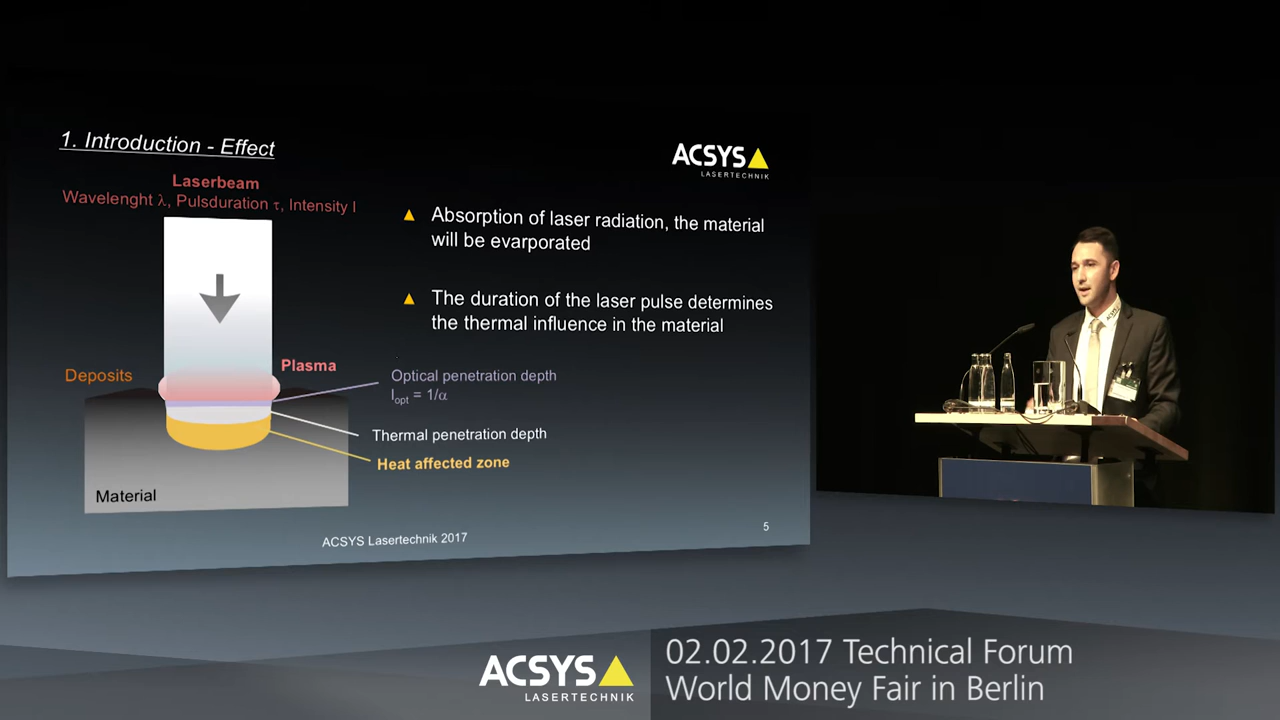 1. Introduction - Effect
ACSYS
LASERTECHNIK
Laserbeam
Wavelenght λ, Pulsduration τ, Intensity I
Absorption of laser radiation, the material
will be evarporated
The duration of the laser pulse determines
the thermal influence in the material
Plasma
Deposits
Optical penetration depth
lopt = 1/α
Thermal penetration depth
Heat affected zone
Material
ACSYS Lasertechnik 2017
5
ACSYS
ACSYS
LASERTECHNIK
02.02.2017 Technical Forum
World Money Fair in Berlin